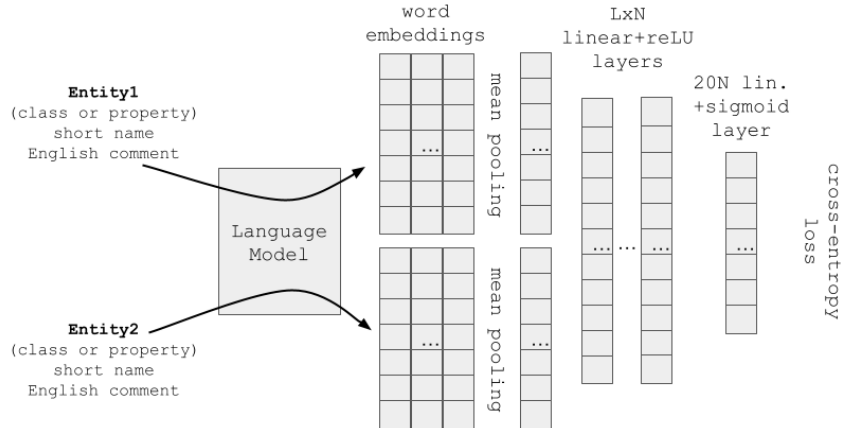 word
embeddings
LxN
linear+reLU
layers
20N lin.
+sigmoid
layer
Entity1
(class or property)
short name
English comment
Language
Model
Entity2
(class or property)
short name
English comment
...
mean pooling
...
...
mean pooling
...
... ... ...
...
cross-entropy
loss